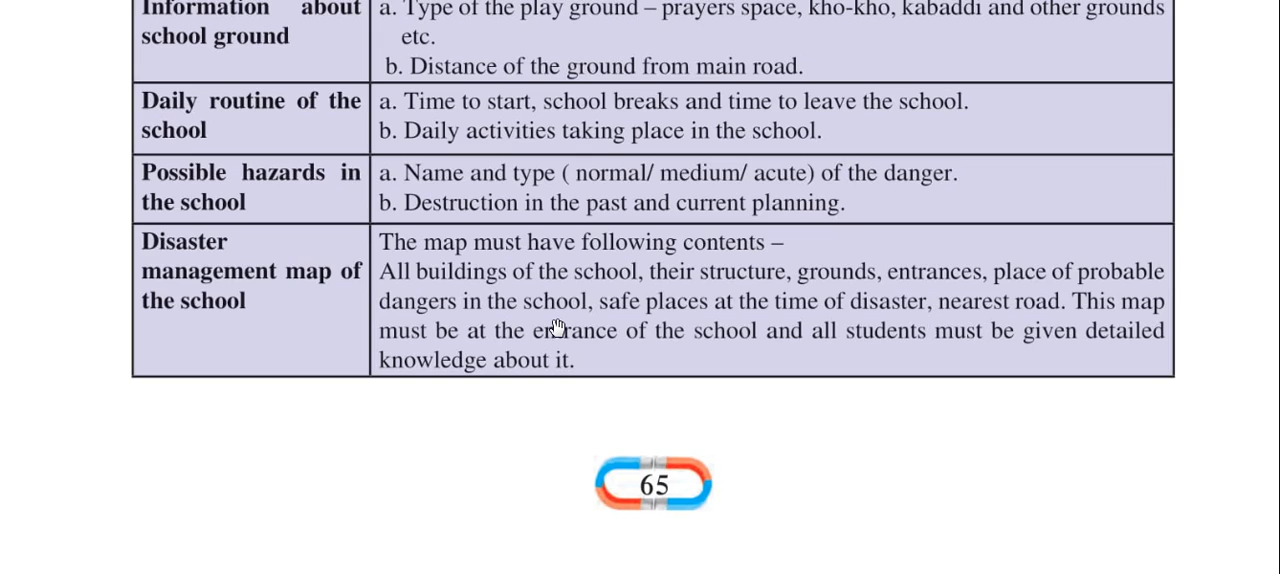 Information about
school ground
a. Type of the play ground – prayers space, kho-kho, kabaddi and other grounds
etc.
b. Distance of the ground from main road.
Daily routine of the
school
a. Time to start, school breaks and time to leave the school.
b. Daily activities taking place in the school.
Possible hazards in
the school
a. Name and type ( normal/ medium/ acute) of the danger.
b. Destruction in the past and current planning.
Disaster
management map of
the school
The map must have following contents –
All buildings of the school, their structure, grounds, entrances, place of probable
dangers in the school, safe places at the time of disaster, nearest road. This map
must be at the entrance of the school and all students must be given detailed
knowledge about it.
65